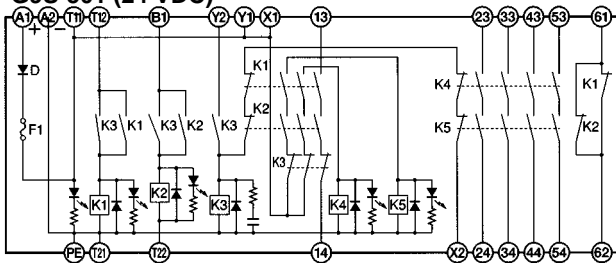 G9S-501 (24 VDC)
A1 + A2 − T11 T12 B1 Y2 Y1 X1 13 23 33 43 53 61
D
K1 K4 K1
F1 K3 K1 K3 K2 K3 K2 K5 K2
K3
K1 K2 K3 K4 K5
PE T21 T22 14 X2 24 34 44 54 62